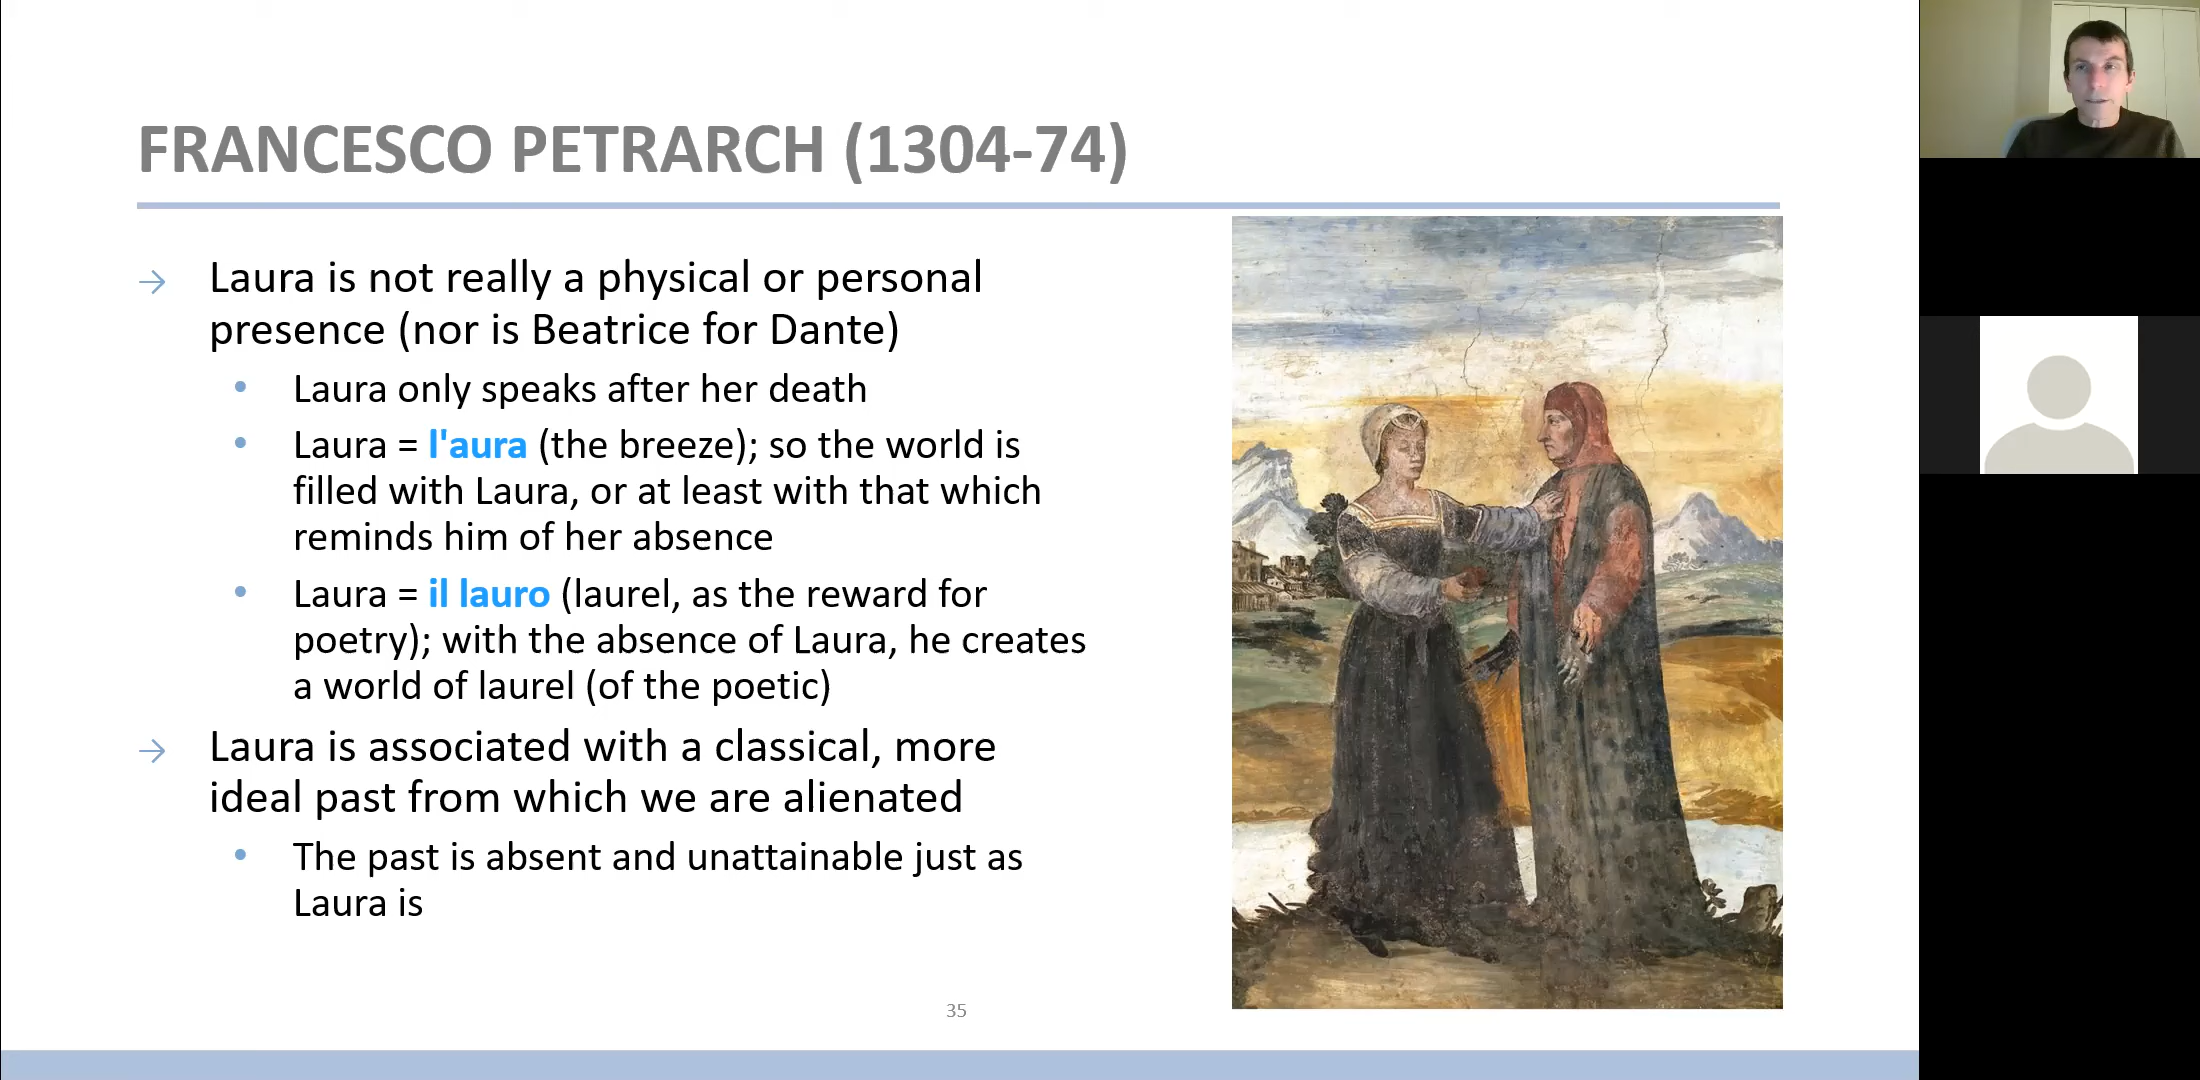 FRANCESCO PETRARCH (1304-74)
→ Laura is not really a physical or personal
presence (nor is Beatrice for Dante)
• Laura only speaks after her death
• Laura = l'aura (the breeze); so the world is
filled with Laura, or at least with that which
reminds him of her absence
• Laura = il lauro (laurel, as the reward for
poetry); with the absence of Laura, he creates
a world of laurel (of the poetic)
→ Laura is associated with a classical, more
ideal past from which we are alienated
• The past is absent and unattainable just as
Laura is
35